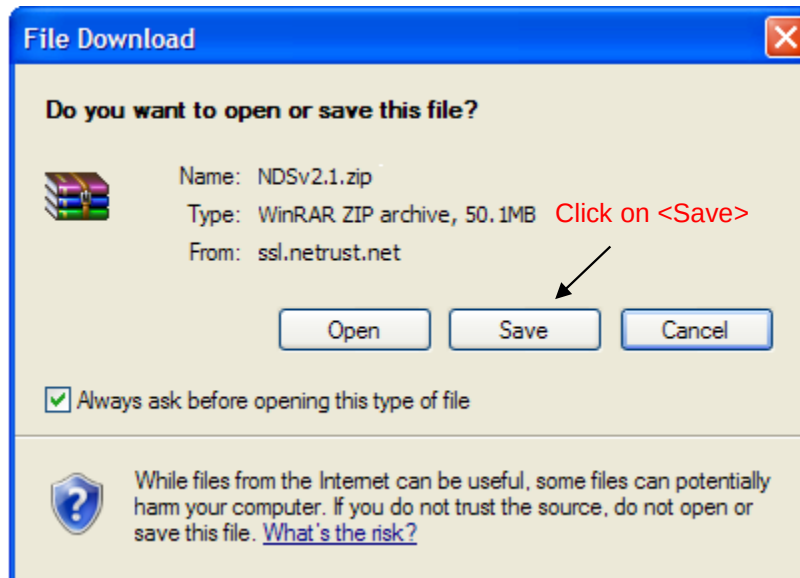 File Download
Do you want to open or save this file?
Name: NDSv2.1.zip
Type: WinRAR ZIP archive, 50.1MB
Click on <Save>
From: ssl.netrust.net
Open Save Cancel
Always ask before opening this type of file
While files from the Internet can be useful, some files can potentially
harm your computer. If you do not trust the source, do not open or
save this file. What's the risk?